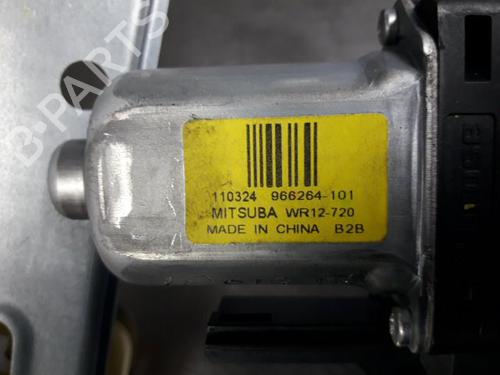 B-PARTS
110324 966264-101
MITSUBA WR12-720
MADE IN CHINA B2B